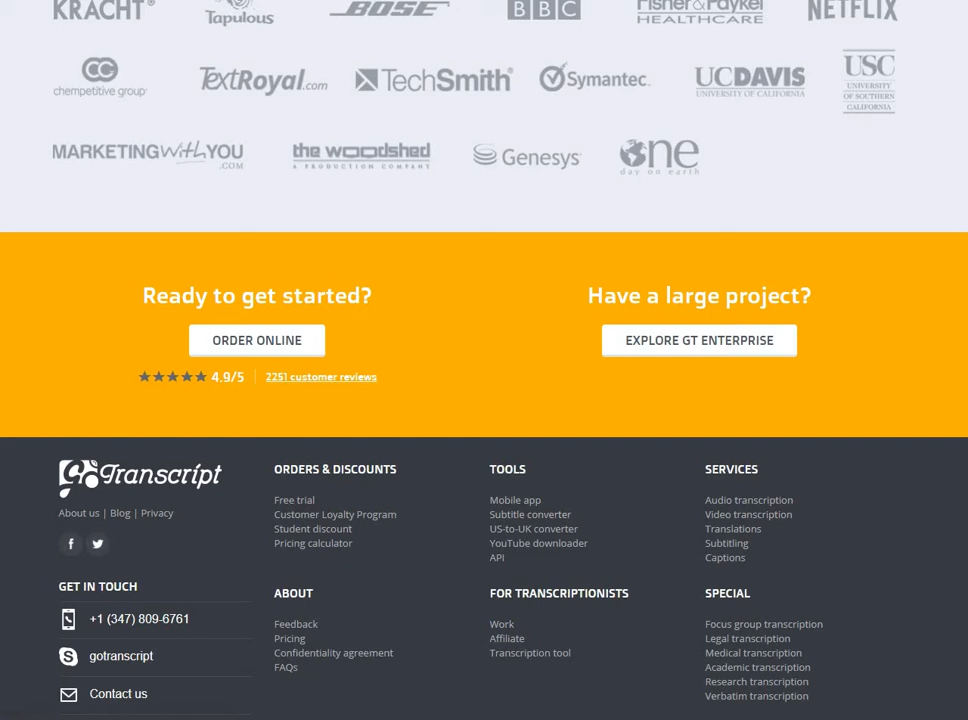 KRACHT
Tapulous
BOSE
BBC
Fisher & Paykel
HEALTHCARE
NETFLIX
CC
chempetitive group
TextRoyal.com
TechSmith
Symantec.
UCDAVIS
UNIVERSITY OF CALIFORNIA
USC
UNIVERSITY
OF SOUTHERN
CALIFORNIA
MARKETING with YOU
.COM
the woodshed
A PRODUCTION COMPANY
Genesys
one
day on earth
Ready to get started?
ORDER ONLINE
4.9/5
2251 customer reviews
Have a large project?
EXPLORE GT ENTERPRISE
GoTranscript
About us | Blog | Privacy
GET IN TOUCH
+1 (347) 809-6761
gotranscript
Contact us
ORDERS & DISCOUNTS
Free trial
Customer Loyalty Program
Student discount
Pricing calculator
ABOUT
Feedback
Pricing
Confidentiality agreement
FAQs
TOOLS
Mobile app
Subtitle converter
US-to-UK converter
YouTube downloader
API
FOR TRANSCRIPTIONISTS
Work
Affiliate
Transcription tool
SERVICES
Audio transcription
Video transcription
Translations
Subtitling
Captions
SPECIAL
Focus group transcription
Legal transcription
Medical transcription
Academic transcription
Research transcription
Verbatim transcription